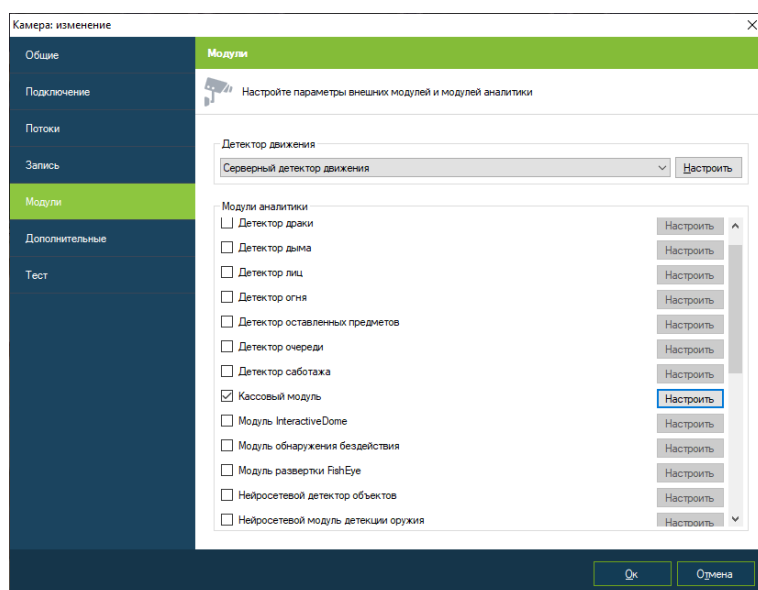 Камера: изменение
Общие
Подключение
Потоки
Запись
Модули
Дополнительные
Тест
Модули
Настройте параметры внешних модулей и модулей аналитики
Детектор движения
Серверный детектор движения Настроить
Модули аналитики
Детектор драки Настроить
Детектор дыма Настроить
Детектор лиц Настроить
Детектор огня Настроить
Детектор оставленных предметов Настроить
Детектор очереди Настроить
Детектор саботажа Настроить
Кассовый модуль Настроить
Модуль InteractiveDome Настроить
Модуль обнаружения бездействия Настроить
Модуль развертки FishEye Настроить
Нейросетевой детектор объектов Настроить
Нейросетевой модуль детекции оружия Настроить
Ок Отмена